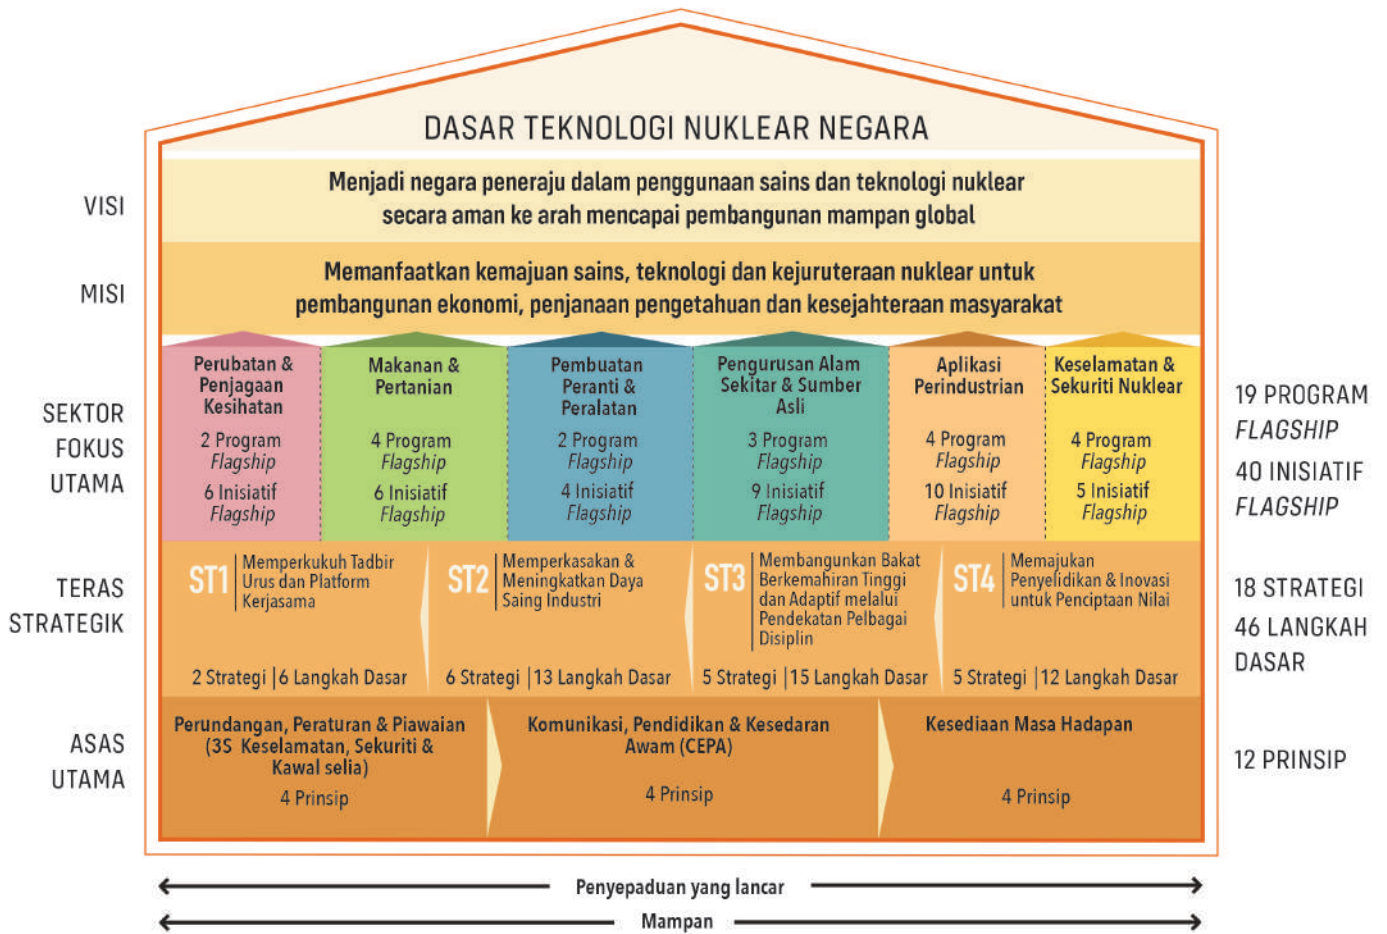 DASAR TEKNOLOGI NUKLEAR NEGARA
VISI
Menjadi negara peneraju dalam penggunaan sains dan teknologi nuklear
secara aman ke arah mencapai pembangunan mampan global
MISI
Memanfaatkan kemajuan sains, teknologi dan kejuruteraan nuklear untuk
pembangunan ekonomi, penjanaan pengetahuan dan kesejahteraan masyarakat
SEKTOR
FOKUS
UTAMA
Perubatan &
Penjagaan
Kesihatan
2 Program
Flagship
6 Inisiatif
Flagship
Makanan &
Pertanian
4 Program
Flagship
6 Inisiatif
Flagship
Pembuatan
Peranti &
Peralatan
2 Program
Flagship
4 Inisiatif
Flagship
Pengurusan Alam
Sekitar & Sumber
Asli
3 Program
Flagship
9 Inisiatif
Flagship
Aplikasi
Perindustrian
4 Program
Flagship
10 Inisiatif
Flagship
Keselamatan &
Sekuriti Nuklear
4 Program
Flagship
5 Inisiatif
Flagship
19 PROGRAM
FLAGSHIP
40 INISIATIF
FLAGSHIP
TERAS
STRATEGIK
ST1
Memperkukuh Tadbir
Urus dan Platform
Kerjasama
2 Strategi |6 Langkah Dasar
ST2
Memperkasakan &
Meningkatkan Daya
Saing Industri
6 Strategi |13 Langkah Dasar
ST3
Membangunkan Bakat
Berkemahiran Tinggi
dan Adaptif melalui
Pendekatan Pelbagai
Disiplin
5 Strategi |15 Langkah Dasar
ST4
Memajukan
Penyelidikan & Inovasi
untuk Penciptaan Nilai
5 Strategi |12 Langkah Dasar
18 STRATEGI
46 LANGKAH
DASAR
ASAS
UTAMA
Perundangan, Peraturan & Piawaian
(3S Keselamatan, Sekuriti &
Kawal selia)
4 Prinsip
Komunikasi, Pendidikan & Kesedaran
Awam (CEPA)
4 Prinsip
Kesediaan Masa Hadapan
4 Prinsip
12 PRINSIP
Penyepaduan yang lancar
Mampan